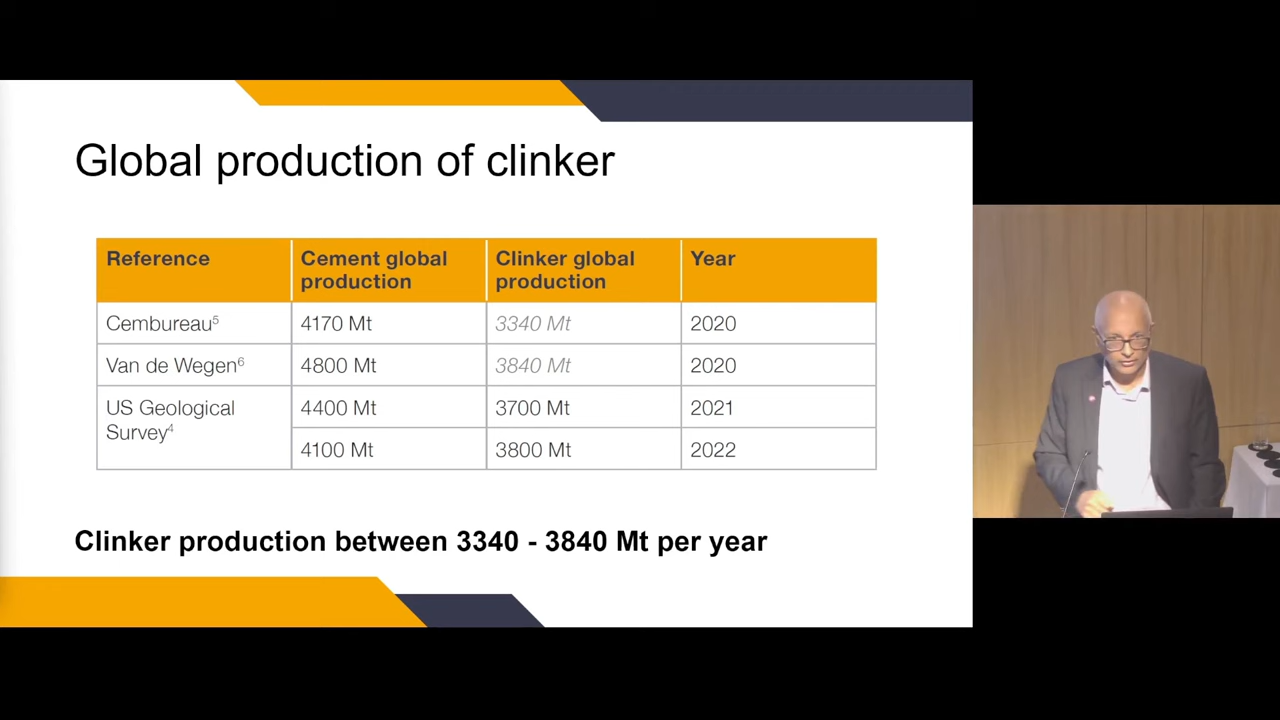 Global production of clinker
Reference
Cement global
production
Clinker global
production
Year
Cembureau⁵
4170 Mt
3340 Mt
2020
Van de Wegen⁶
4800 Mt
3840 Mt
2020
US Geological
Survey⁴
4400 Mt
3700 Mt
2021
4100 Mt
3800 Mt
2022
Clinker production between 3340 - 3840 Mt per year